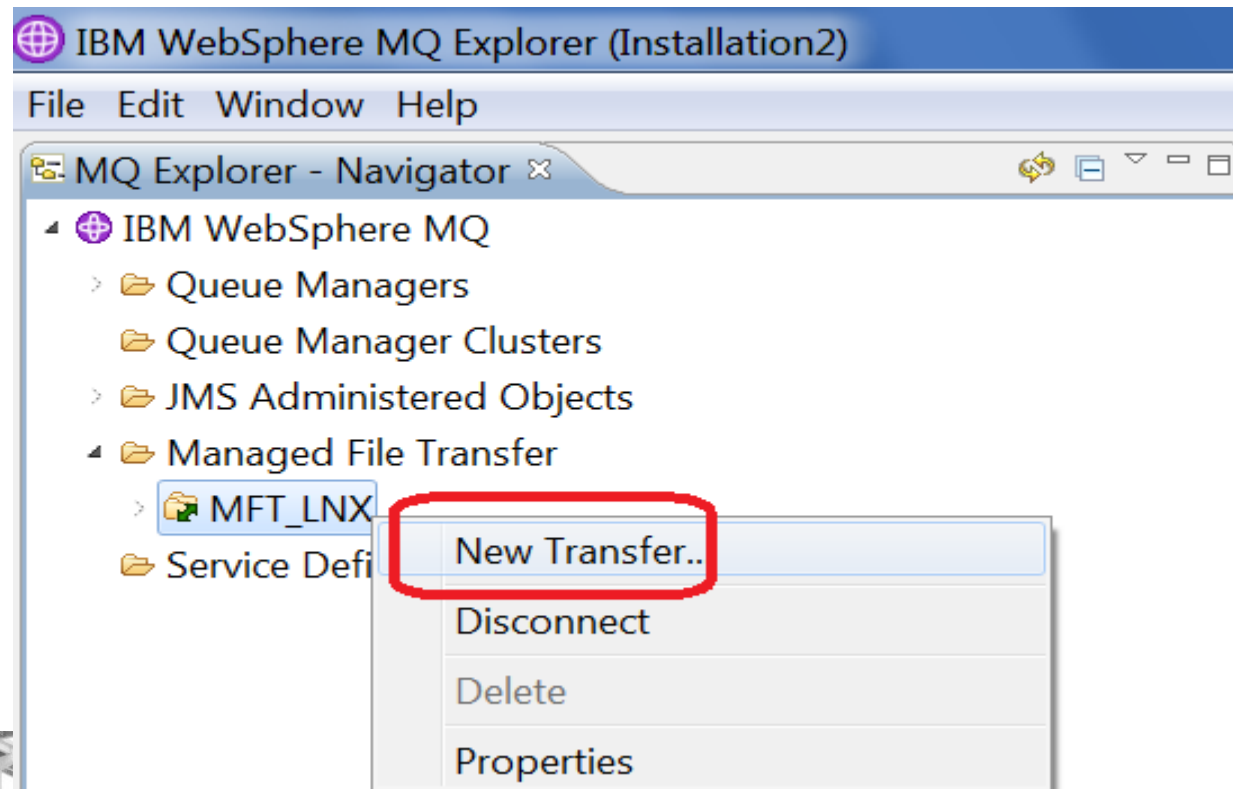 IBM WebSphere MQ Explorer (Installation2)
File Edit Window Help
MQ Explorer - Navigator
IBM WebSphere MQ
Queue Managers
Queue Manager Clusters
JMS Administered Objects
Managed File Transfer
MFT_LNX
New Transfer..
Service Defi
Disconnect
Delete
Properties